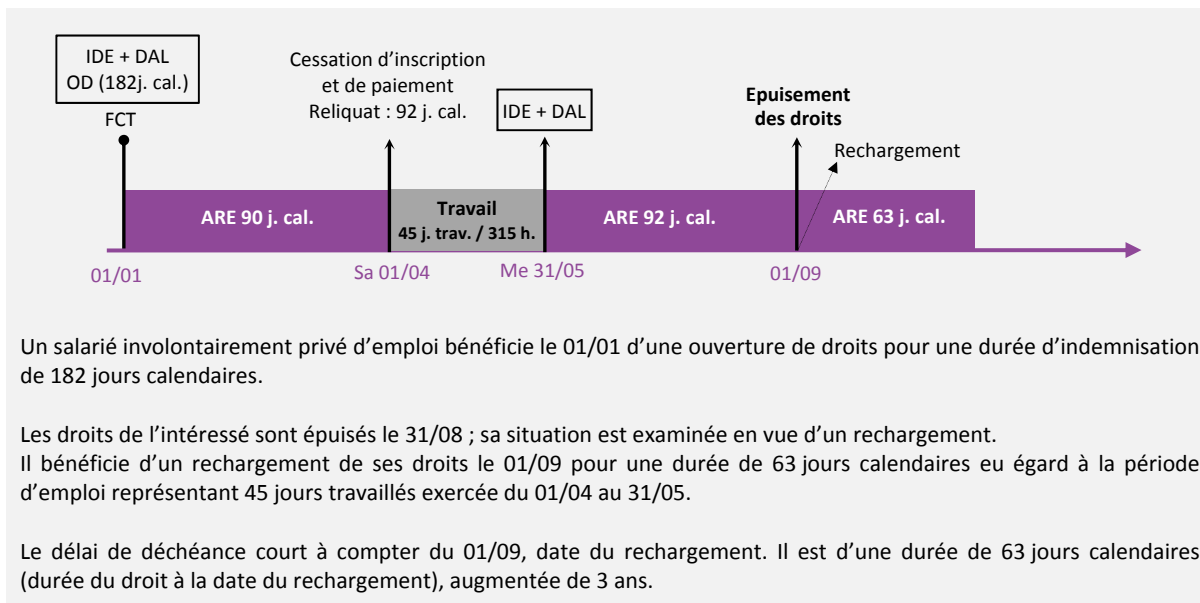 IDE + DAL
OD (182j. cal.)
FCT
Cessation d’inscription
et de paiement
Reliquat : 92 j. cal.
IDE + DAL
Epuisement
des droits
Rechargement
ARE 90 j. cal.
Travail
45 j. trav. / 315 h.
ARE 92 j. cal.
ARE 63 j. cal.
01/01
Sa 01/04
Me 31/05
01/09
Un salarié involontairement privé d’emploi bénéficie le 01/01 d’une ouverture de droits pour une durée d’indemnisation
de 182 jours calendaires.
Les droits de l’intéressé sont épuisés le 31/08 ; sa situation est examinée en vue d’un rechargement.
Il bénéficie d’un rechargement de ses droits le 01/09 pour une durée de 63 jours calendaires eu égard à la période
d’emploi représentant 45 jours travaillés exercée du 01/04 au 31/05.
Le délai de déchéance court à compter du 01/09, date du rechargement. Il est d’une durée de 63 jours calendaires
(durée du droit à la date du rechargement), augmentée de 3 ans.